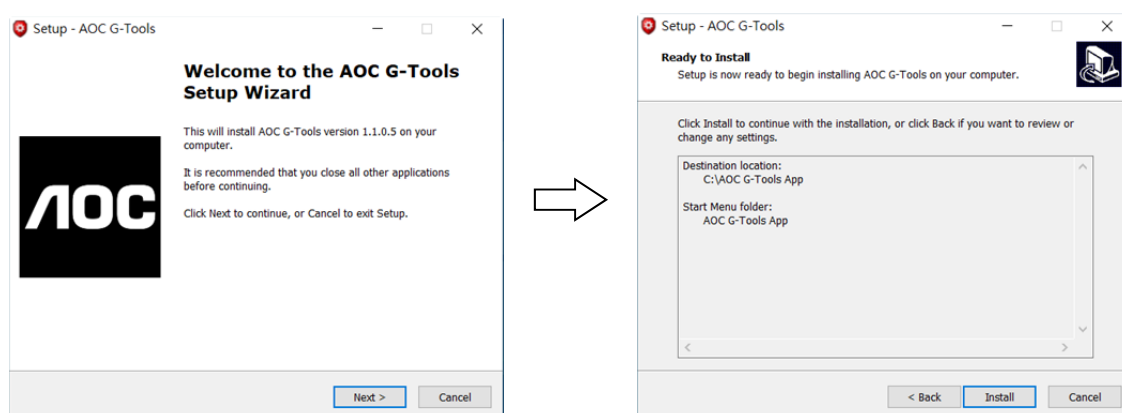 Setup - AOC G-Tools
Welcome to the AOC G-Tools
Setup Wizard
This will install AOC G-Tools version 1.1.0.5 on your
computer.
It is recommended that you close all other applications
before continuing.
Click Next to continue, or Cancel to exit Setup.
AOC
Next >
Cancel
Setup - AOC G-Tools
Ready to Install
Setup is now ready to begin installing AOC G-Tools on your computer.
Click Install to continue with the installation, or click Back if you want to review or
change any settings.
Destination location:
C:\AOC G-Tools App
Start Menu folder:
AOC G-Tools App
< Back
Install
Cancel